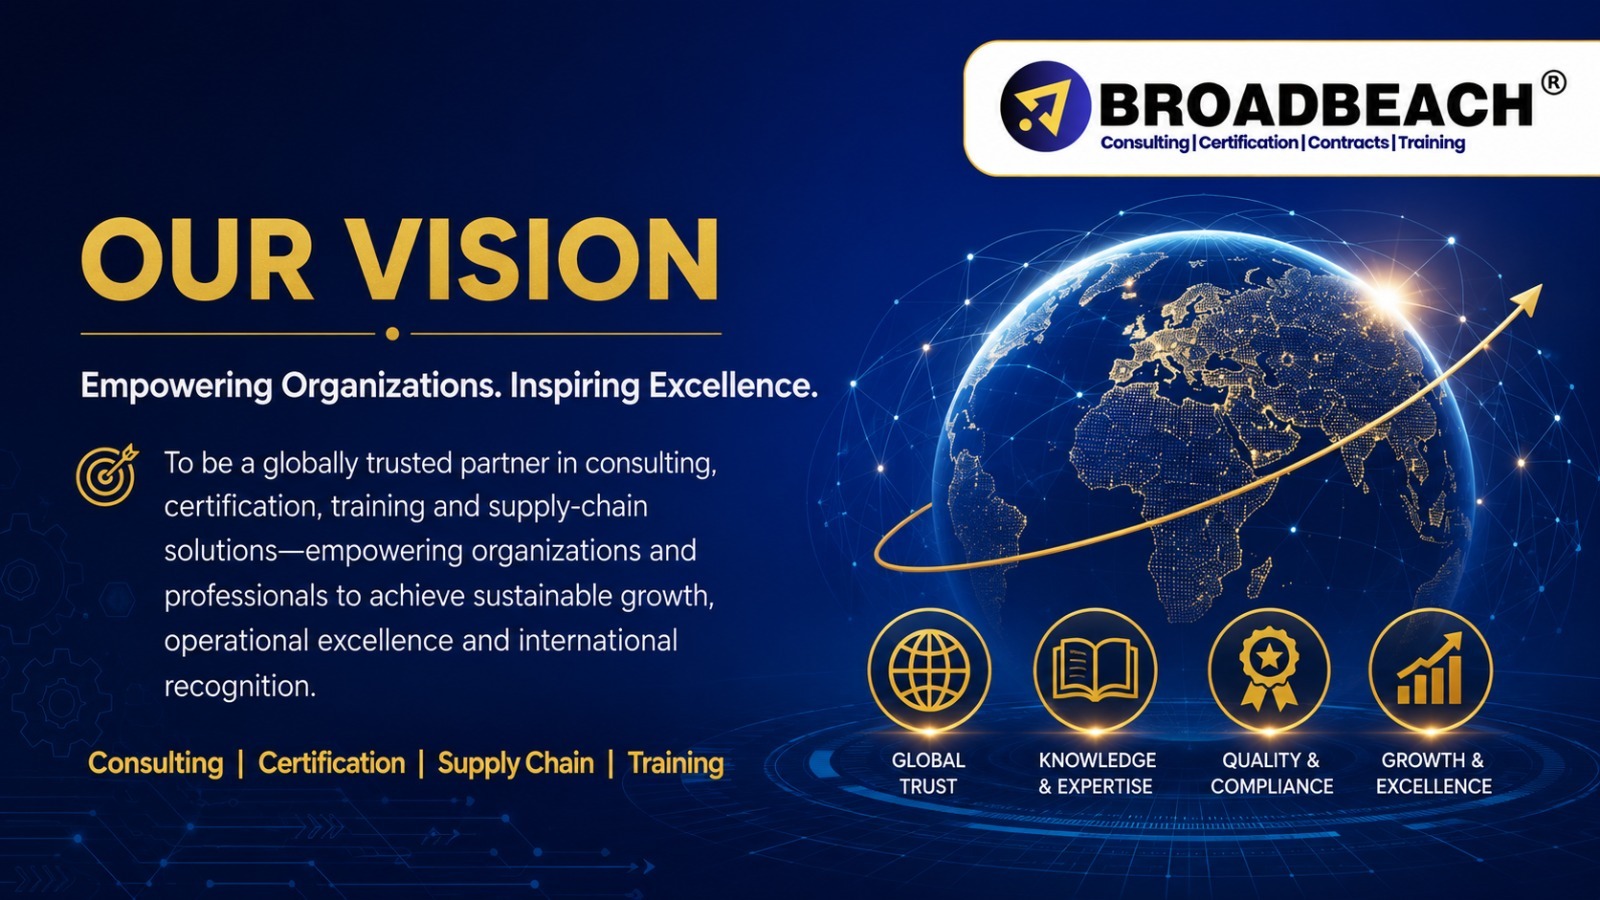 BROADBEACH®
Consulting|Certification|Contracts|Training
OUR VISION
Empowering Organizations. Inspiring Excellence.
To be a globally trusted partner in consulting,
certification, training and supply-chain
solutions—empowering organizations and
professionals to achieve sustainable growth,
operational excellence and international
recognition.
Consulting | Certification | Supply Chain | Training
GLOBAL
TRUST
KNOWLEDGE
& EXPERTISE
QUALITY &
COMPLIANCE
GROWTH &
EXCELLENCE